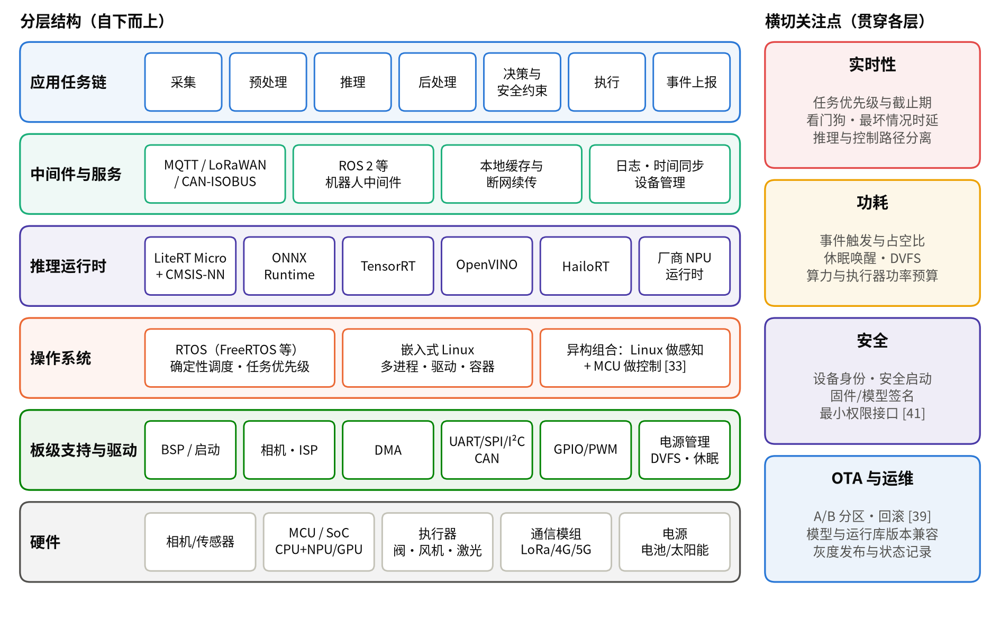 分层结构（自下而上）
应用任务链
采集
预处理
推理
后处理
决策与
安全约束
执行
事件上报
中间件与服务
MQTT / LoRaWAN
/ CAN-ISOBUS
ROS 2 等
机器人中间件
本地缓存与
断网续传
日志・时间同步
设备管理
推理运行时
LiteRT Micro
+ CMSIS-NN
ONNX
Runtime
TensorRT
OpenVINO
HailoRT
厂商 NPU
运行时
操作系统
RTOS（FreeRTOS 等）
确定性调度・任务优先级
嵌入式 Linux
多进程・驱动・容器
异构组合：Linux 做感知
+ MCU 做控制 [33]
板级支持与驱动
BSP / 启动
相机・ISP
DMA
UART/SPI/I²C
CAN
GPIO/PWM
电源管理
DVFS・休眠
硬件
相机/传感器
MCU / SoC
CPU+NPU/GPU
执行器
阀・风机・激光
通信模组
LoRa/4G/5G
电源
电池/太阳能
横切关注点（贯穿各层）
实时性
任务优先级与截止期
看门狗・最坏情况时延
推理与控制路径分离
功耗
事件触发与占空比
休眠唤醒・DVFS
算力与执行器功率预算
安全
设备身份・安全启动
固件/模型签名
最小权限接口 [41]
OTA 与运维
A/B 分区・回滚 [39]
模型与运行库版本兼容
灰度发布与状态记录